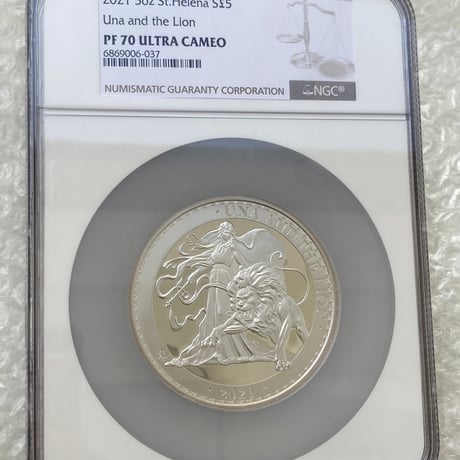 2021 5oz St.Helena S£5
Una and the Lion
PF 70 ULTRA CAMEO
6869006-037
NUMISMATIC GUARANTY CORPORATION
NGC®
· UNA AND THE LION ·
· 2021 ·